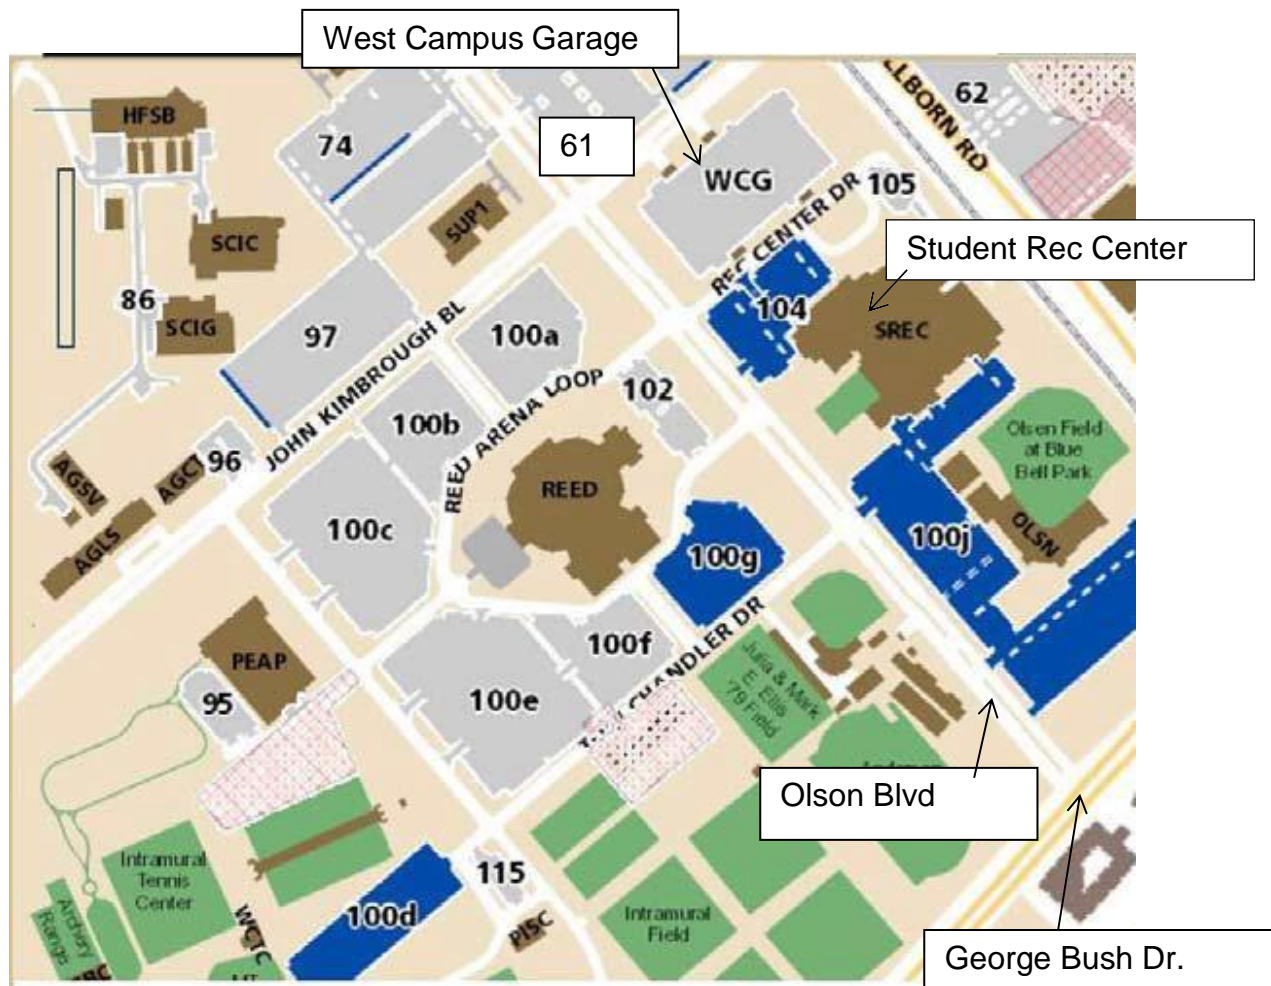 West Campus Garage
LLBORN RD
62
HFSB
74
61
WCG
105
REC CENTER DR
Student Rec Center
SUP1
SCIC
86
SCIG
97
100a
104
SREC
JOHN KIMBROUGH BL
102
REED ARENA LOOP
100b
Olsen Field
at Blue
Bell Park
96
AGCT
AGSV
AGLS
REED
100c
100g
100j
OLSN
CHANDLER DR
100f
PEAP
95
100e
Julia & Mark
E. Ellis
'79 Field
Olson Blvd
Intramural
Tennis
Center
115
100d
Archery
Range
WCTC
PISC
Intramural
Field
George Bush Dr.